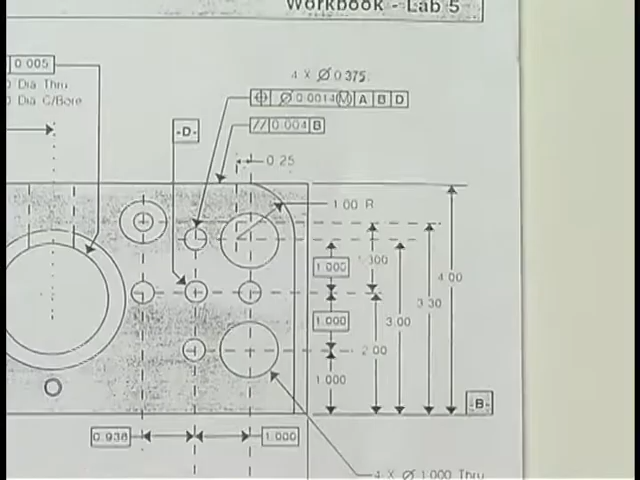 Workbook - Lab 5
0.005
Dia Thru
Dia C/Bore
4 X Ø 0.375
⌖ Ø 0.0014 Ⓜ A B D
// 0.004 B
-D-
0.25
1.00 R
1.000
1.300
4.00
3.30
1.000
3.00
2.00
1.000
-B-
0.938
1.000
4 X Ø 1.000 Thru